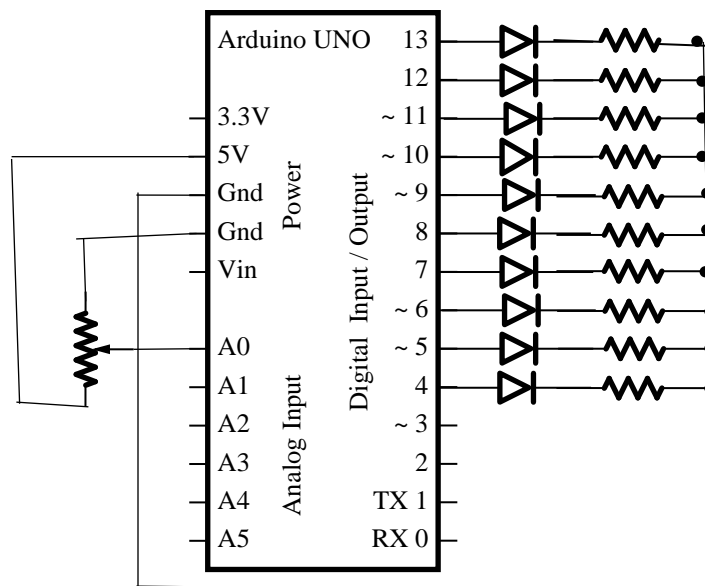 Arduino UNO 13
12
3.3V ~ 11
5V ~ 10
Gnd ~ 9
Gnd 8
Vin 7
~ 6
A0 ~ 5
A1 4
A2 ~ 3
A3 2
A4 TX 1
A5 RX 0
Power
Analog Input
Digital Input / Output